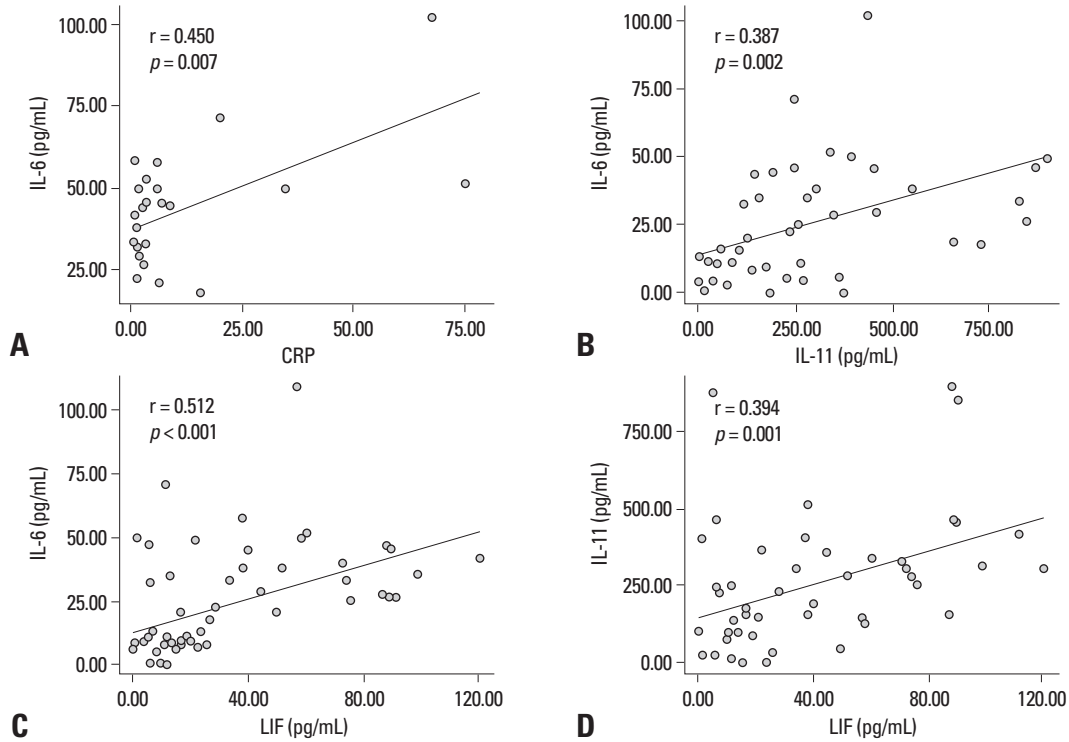 100.00
75.00
50.00
25.00
IL-6 (pg/mL)
r = 0.450
p = 0.007
0.00 25.00 50.00 75.00
CRP
A
100.00
75.00
50.00
25.00
0.00
IL-6 (pg/mL)
r = 0.387
p = 0.002
0.00 250.00 500.00 750.00
IL-11 (pg/mL)
B
100.00
75.00
50.00
25.00
0.00
IL-6 (pg/mL)
r = 0.512
p < 0.001
0.00 40.00 80.00 120.00
LIF (pg/mL)
C
750.00
500.00
250.00
0.00
IL-11 (pg/mL)
r = 0.394
p = 0.001
0.00 40.00 80.00 120.00
LIF (pg/mL)
D